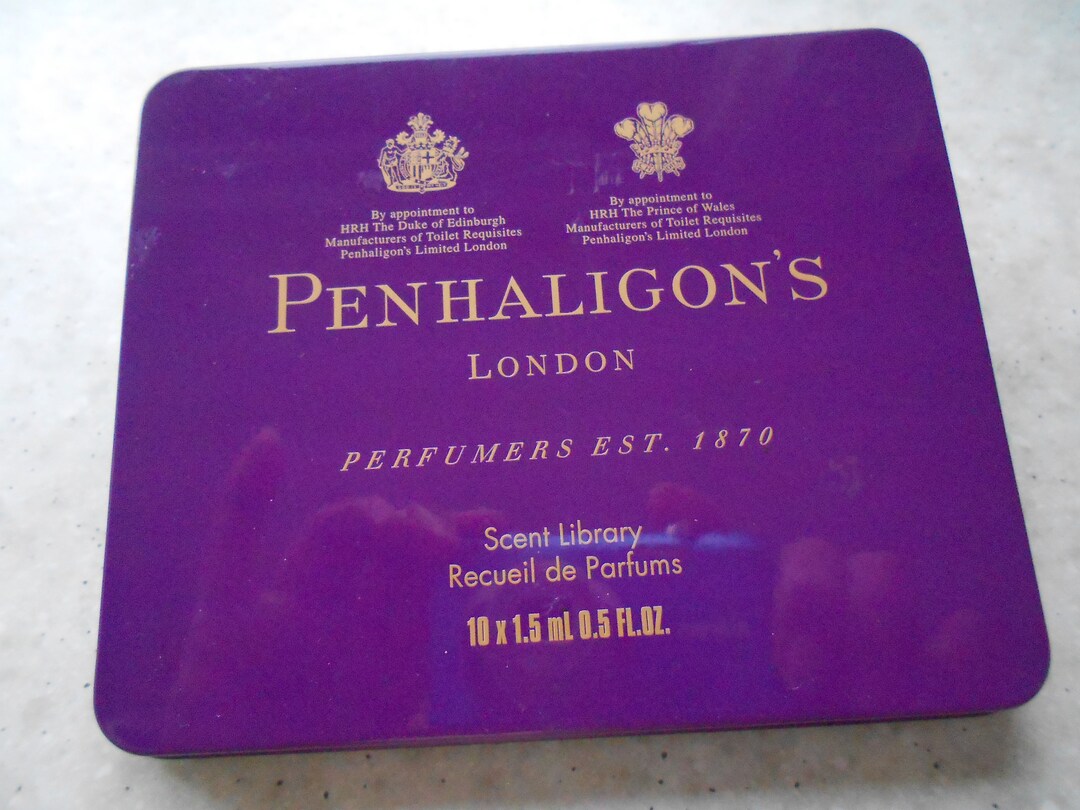 By appointment to
HRH The Duke of Edinburgh
Manufacturers of Toilet Requisites
Penhaligon's Limited London
By appointment to
HRH The Prince of Wales
Manufacturers of Toilet Requisites
Penhaligon's Limited London
PENHALIGON'S
LONDON
PERFUMERS EST. 1870
Scent Library
Recueil de Parfums
10 x 1.5 mL 0.5 FL.OZ.